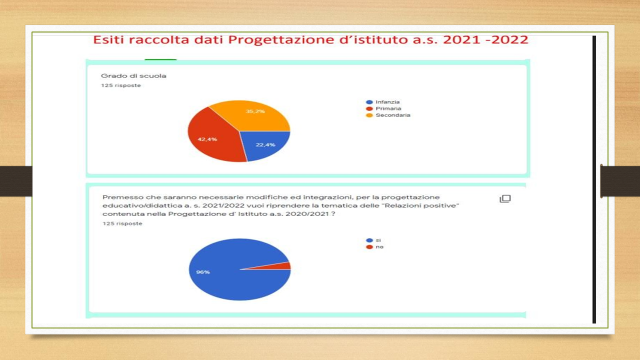 Esiti raccolta dati Progettazione d'istituto a.s. 2021 -2022
Grado di scuola
125 risposte
35,2%
42,4%
22,4%
Infanzia
Primaria
Secondaria
Premesso che saranno necessarie modifiche ed integrazioni, per la progettazione
educativo/didattica a. s. 2021/2022 vuoi riprendere la tematica delle "Relazioni positive"
contenuta nella Progettazione d' Istituto a.s. 2020/2021 ?
125 risposte
96%
si
no